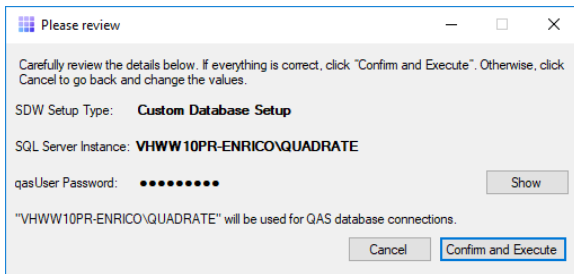 Please review
Carefully review the details below. If everything is correct, click "Confirm and Execute". Otherwise, click
Cancel to go back and change the values.
SDW Setup Type: Custom Database Setup
SQL Server Instance: VHWW10PR-ENRICO\QUADRATE
qasUser Password: ●●●●●●●●● Show
"VHWW10PR-ENRICO\QUADRATE" will be used for QAS database connections.
Cancel Confirm and Execute